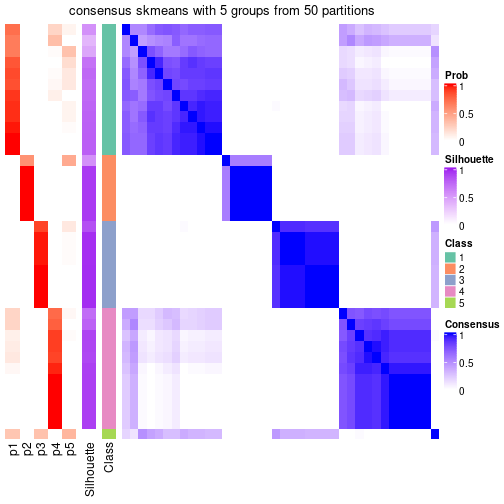 consensus skmeans with 5 groups from 50 partitions
Prob
1
0.5
0
Silhouette
1
0.5
0
Class
1
2
3
4
5
Consensus
1
0.5
0
p1
p2
p3
p4
p5
Silhouette
Class